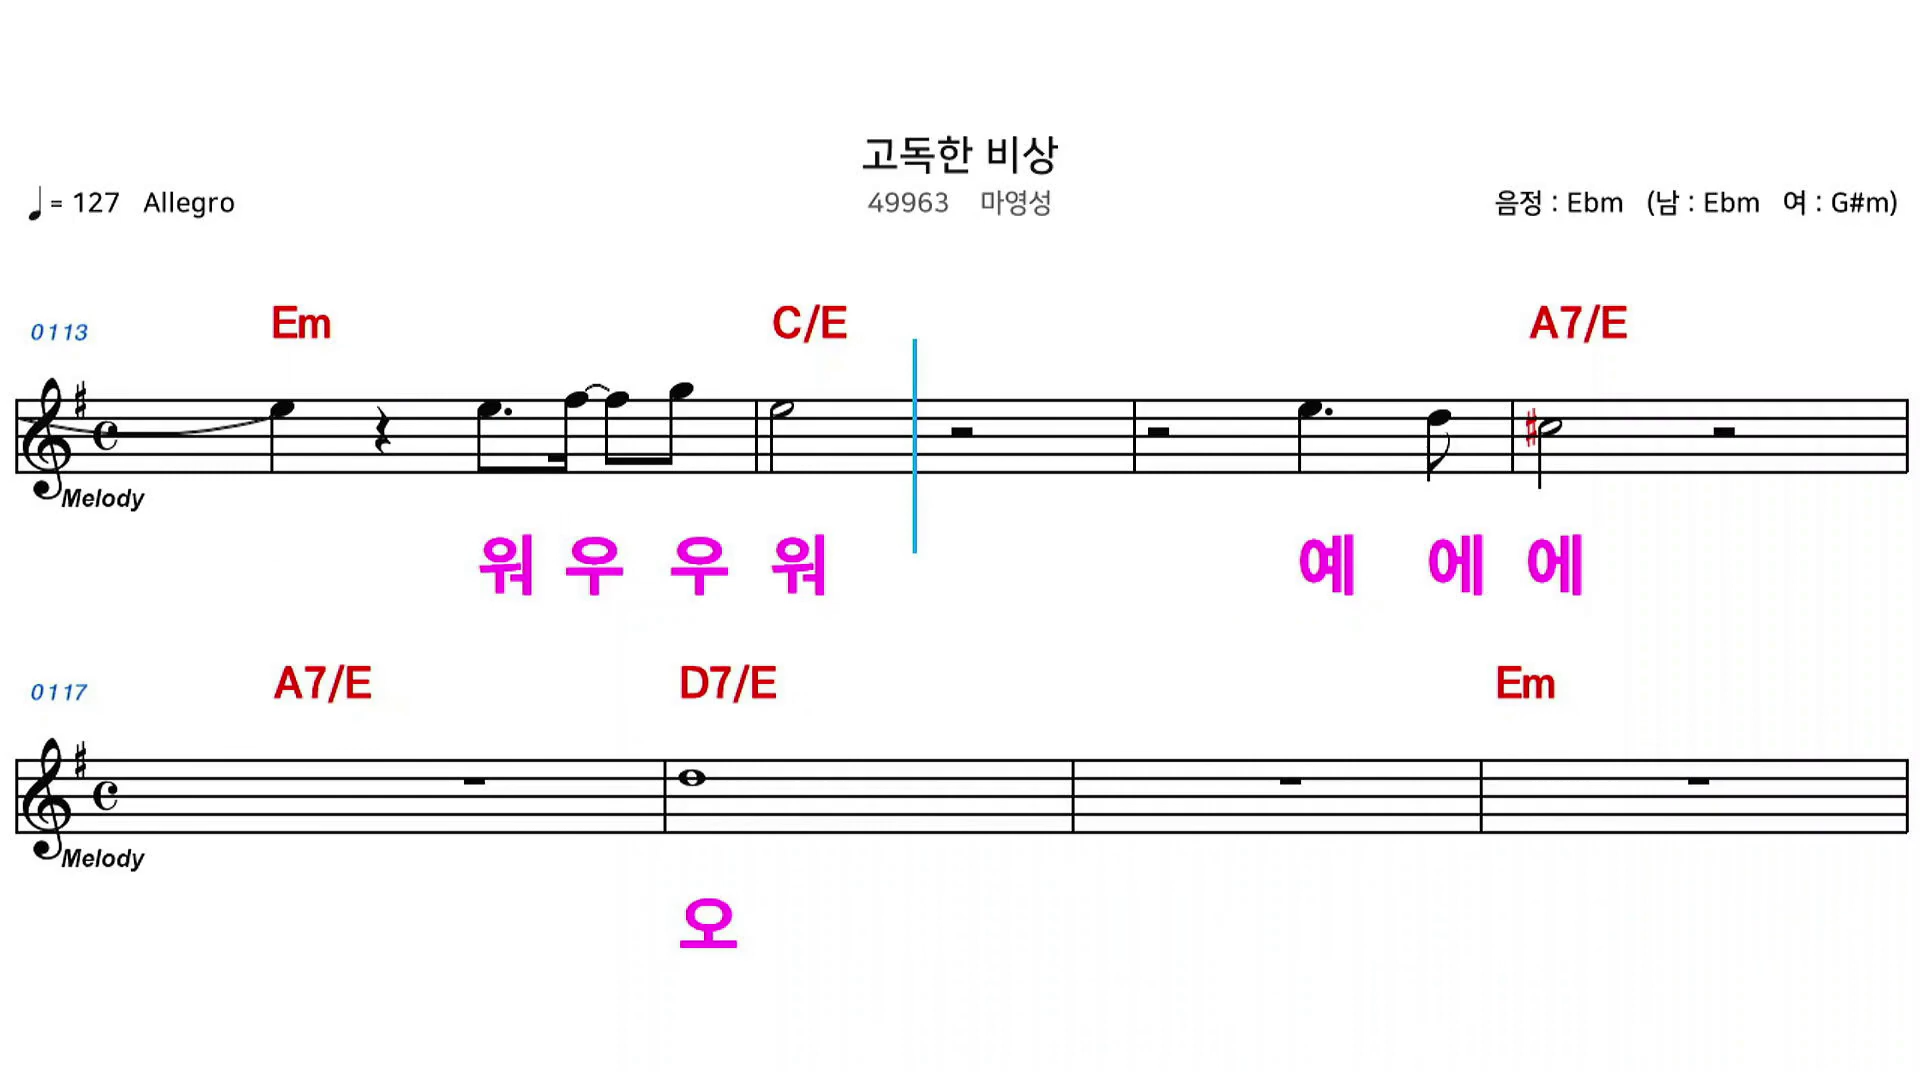 고독한 비상
♩= 127 Allegro 49963 마영성 음정 : Ebm (남 : Ebm 여 : G#m)
0113 Em C/E A7/E
Melody
워 우 우 워 예 에 에
0117 A7/E D7/E Em
Melody
오